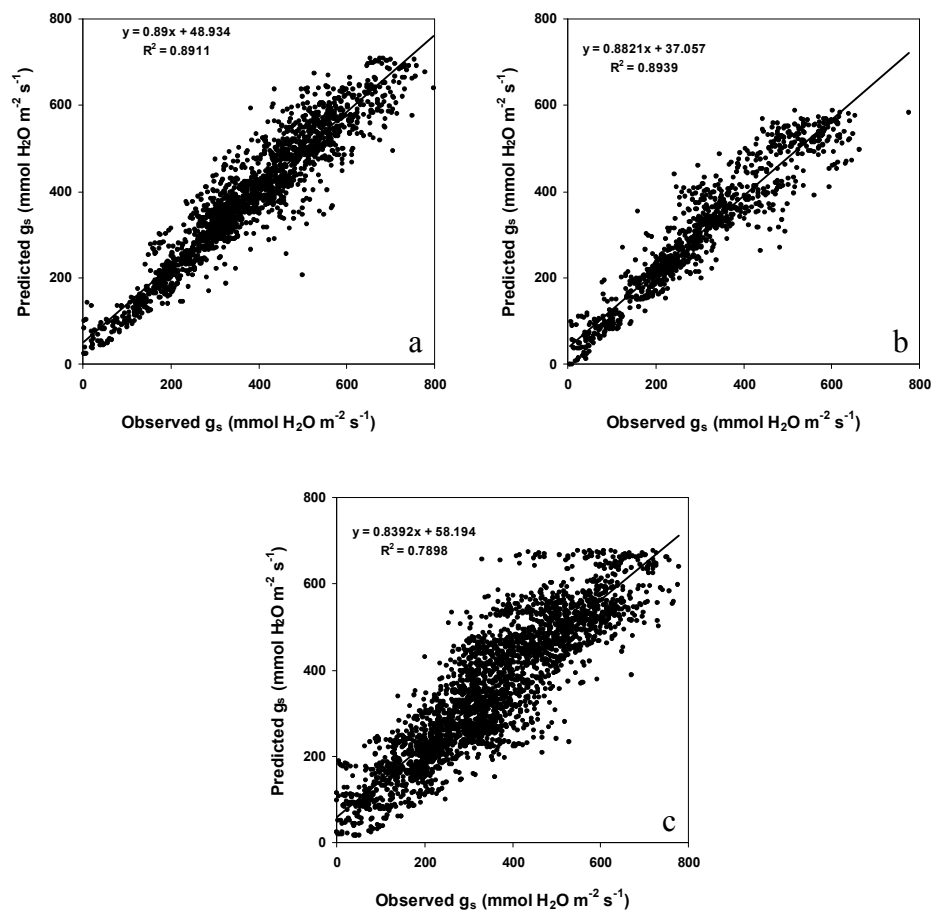 y = 0.89x + 48.934
R² = 0.8911
800
600
400
200
0
0 200 400 600 800
Predicted gₛ (mmol H₂O m⁻² s⁻¹)
Observed gₛ (mmol H₂O m⁻² s⁻¹)
a
y = 0.8821x + 37.057
R² = 0.8939
800
600
400
200
0
0 200 400 600 800
Predicted gₛ (mmol H₂O m⁻² s⁻¹)
Observed gₛ (mmol H₂O m⁻² s⁻¹)
b
y = 0.8392x + 58.194
R² = 0.7898
800
600
400
200
0
0 200 400 600 800
Predicted gₛ (mmol H₂O m⁻² s⁻¹)
Observed gₛ (mmol H₂O m⁻² s⁻¹)
c